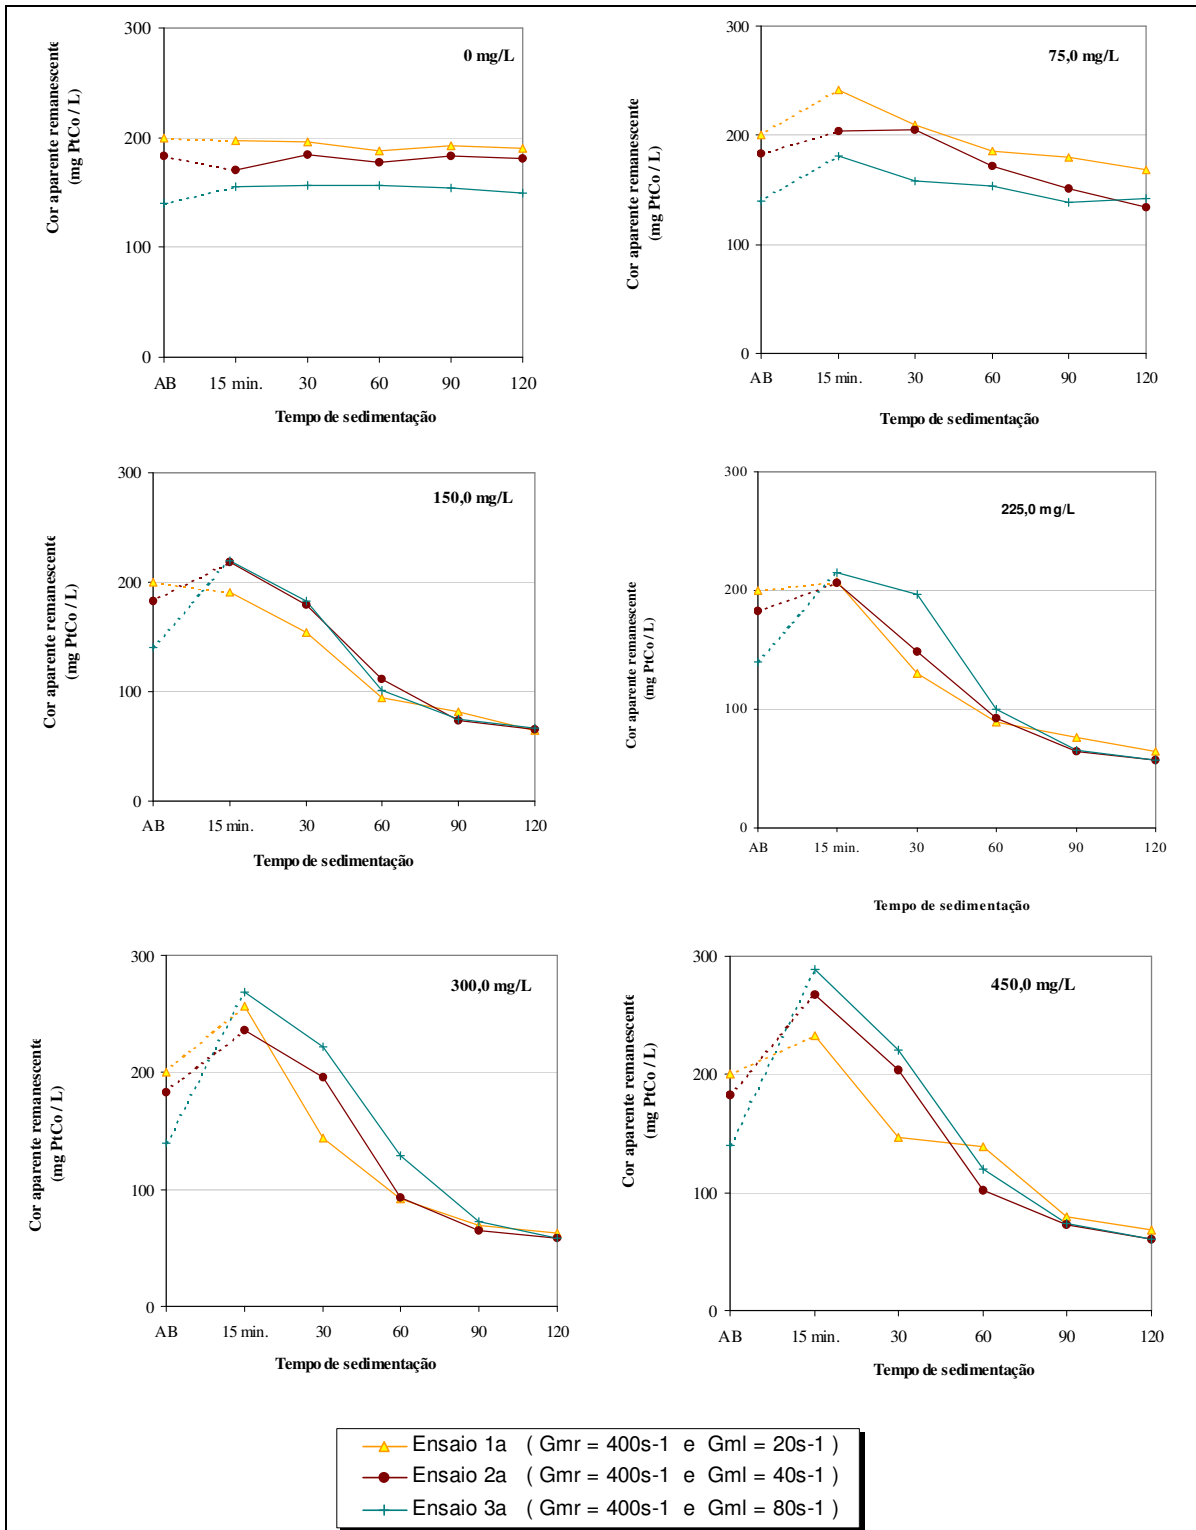 300
200
100
0
Cor aparente remanescente
(mg PtCo / L)
0 mg/L
AB 15 min. 30 60 90 120
Tempo de sedimentação
300
200
100
0
Cor aparente remanescente
(mg PtCo / L)
75,0 mg/L
AB 15 min. 30 60 90 120
Tempo de sedimentação
300
200
100
0
Cor aparente remanescente
(mg PtCo / L)
150,0 mg/L
AB 15 min. 30 60 90 120
Tempo de sedimentação
300
200
100
0
Cor aparente remanescente
(mg PtCo / L)
225,0 mg/L
AB 15 min. 30 60 90 120
Tempo de sedimentação
300
200
100
0
Cor aparente remanescente
(mg PtCo / L)
300,0 mg/L
AB 15 min. 30 60 90 120
Tempo de sedimentação
300
200
100
0
Cor aparente remanescente
(mg PtCo / L)
450,0 mg/L
AB 15 min. 30 60 90 120
Tempo de sedimentação
Ensaio 1a ( Gmr = 400s-1 e Gml = 20s-1 )
Ensaio 2a ( Gmr = 400s-1 e Gml = 40s-1 )
Ensaio 3a ( Gmr = 400s-1 e Gml = 80s-1 )